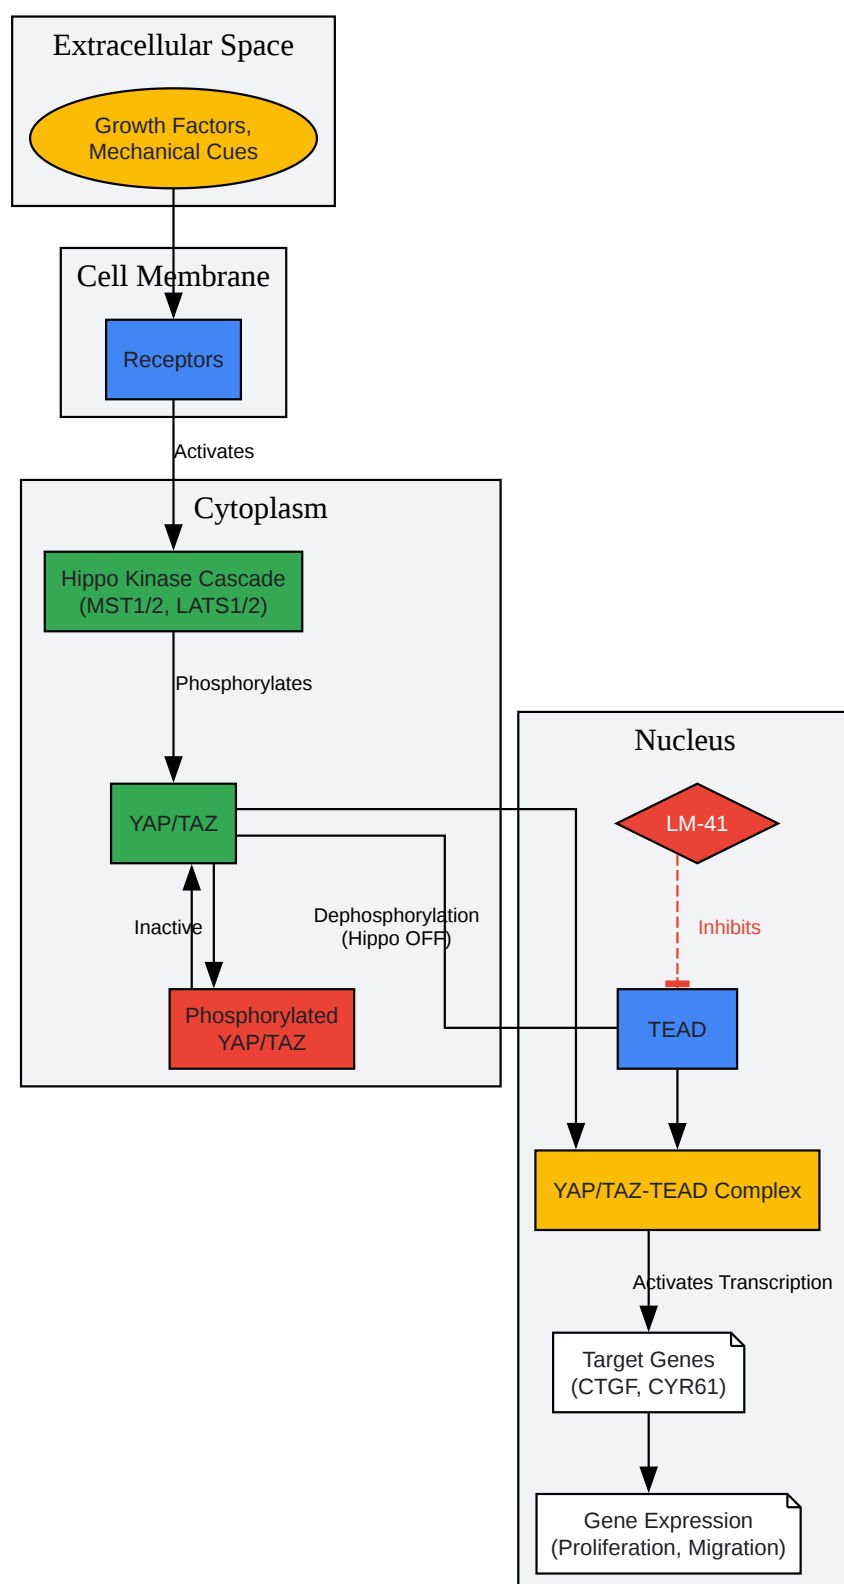 Extracellular Space
Growth Factors,
Mechanical Cues
Cell Membrane
Receptors
Activates
Cytoplasm
Hippo Kinase Cascade
(MST1/2, LATS1/2)
Phosphorylates
Nucleus
YAP/TAZ
LM-41
Inactive
Dephosphorylation
(Hippo OFF)
Inhibits
Phosphorylated
YAP/TAZ
TEAD
YAP/TAZ-TEAD Complex
Activates Transcription
Target Genes
(CTGF, CYR61)
Gene Expression
(Proliferation, Migration)